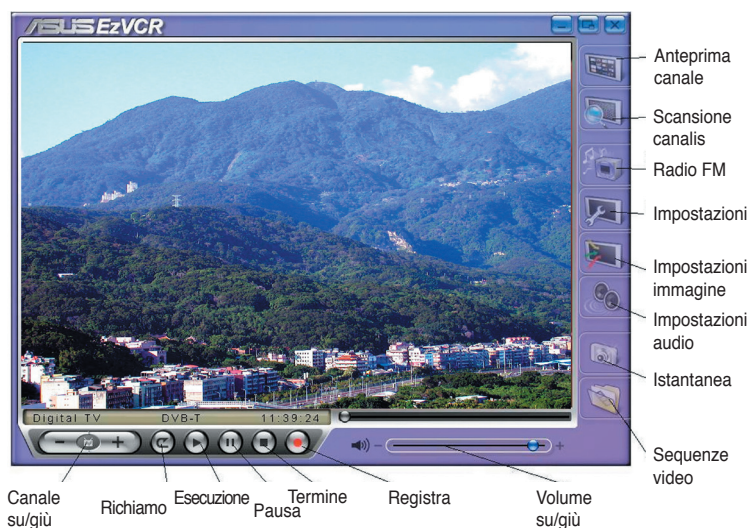 ASUS EzVCR
Anteprima
canale
Scansione
canalis
Radio FM
Impostazioni
Impostazioni
immagine
Impostazioni
audio
Istantanea
Sequenze
video
Digital TV DVB-T 11:39:24
Canale
su/giù
Richiamo
Esecuzione
Pausa
Termine
Registra
Volume
su/giù